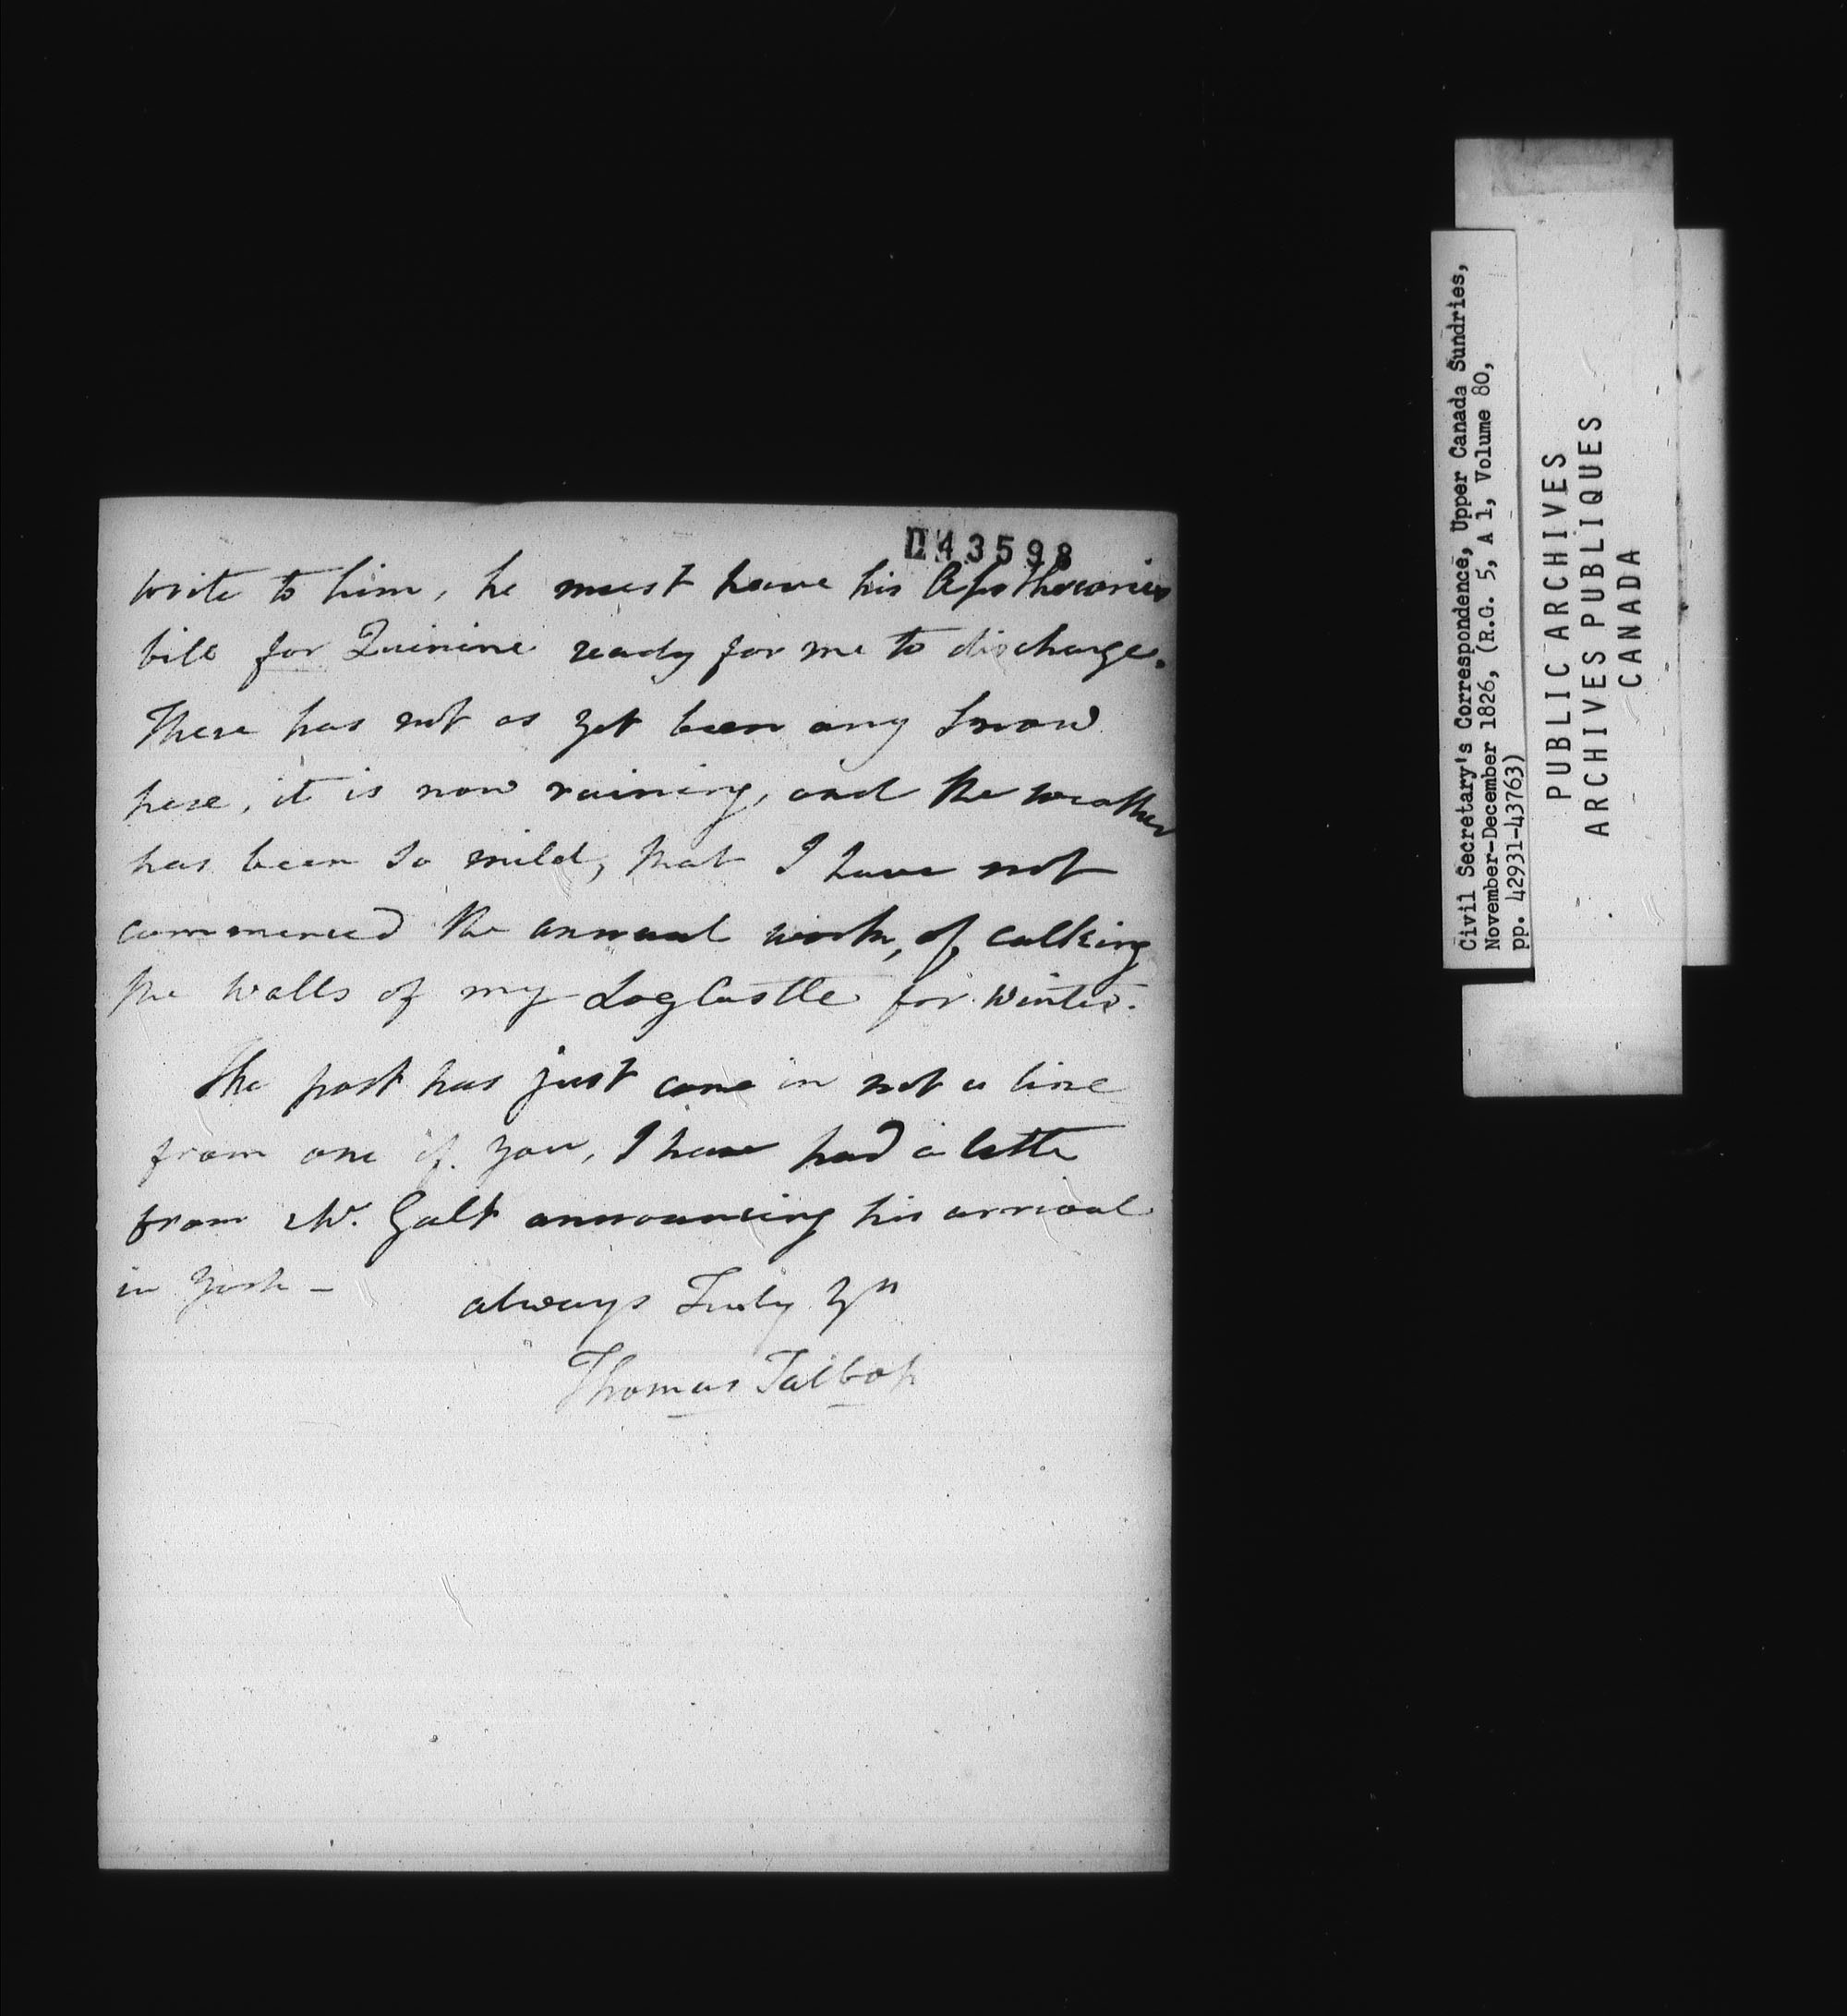 043598
write to him, he must have his Apothecaries
bill for Quinine ready for me to discharge.
There has not as yet been any Snow
here, it is now raining, and the weather
has been so mild, that I have not
commenced the annual work, of calking
the walls of my Log Castle for Winter.
The post has just come in not a line
from one of you, I have had a letter
from Mr. Galt announcing his arrival
in York –
always Truly Yrs
Thomas Talbot
Civil Secretary's Correspondence, Upper Canada Sundries,
November-December 1826, (R.G. 5, A 1, Volume 80,
pp. 42931-43763)
PUBLIC ARCHIVES
ARCHIVES PUBLIQUES
CANADA